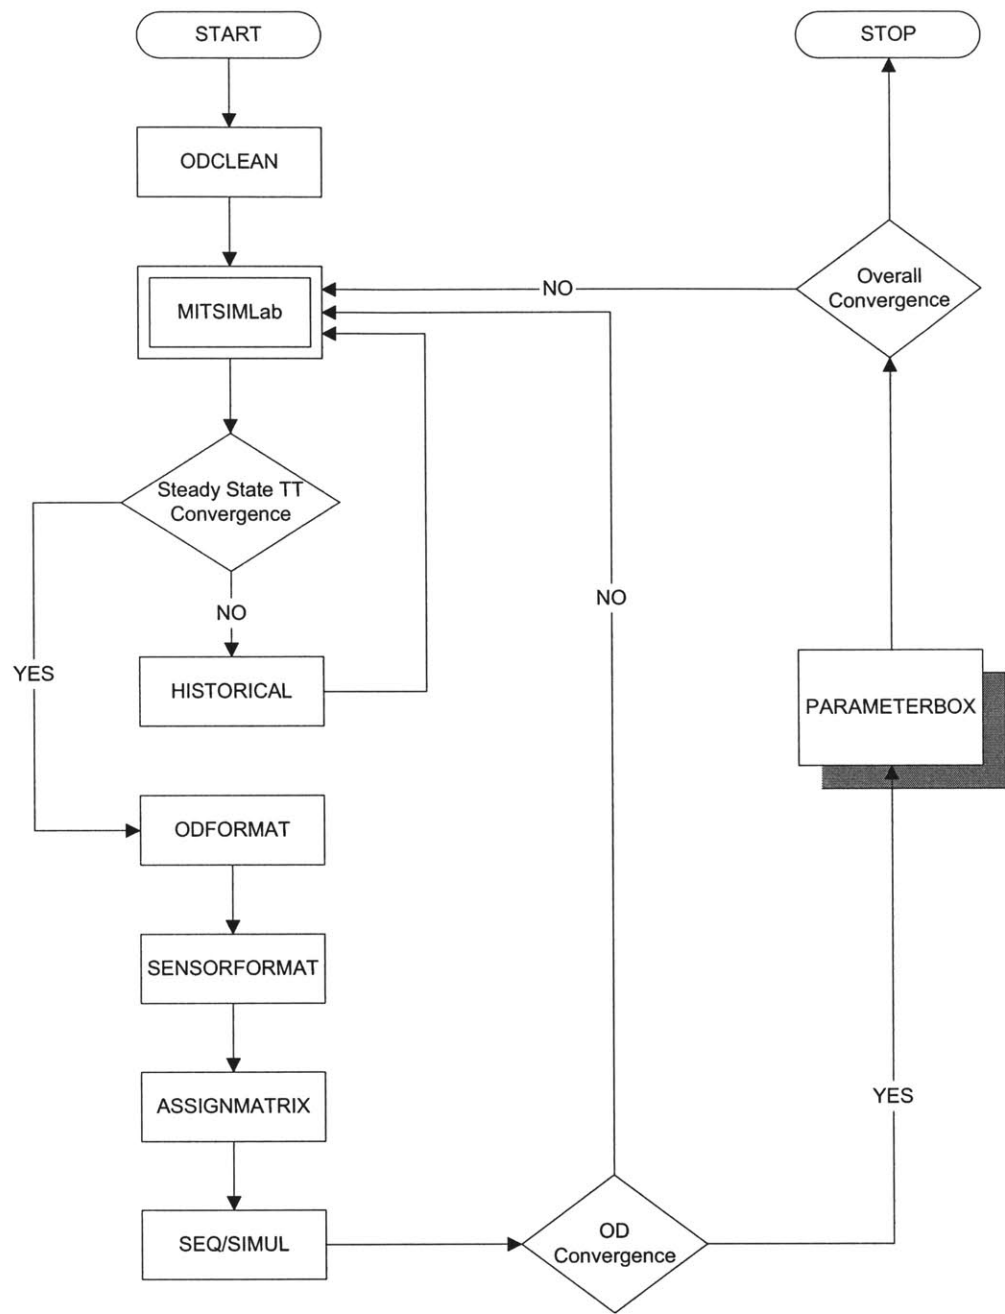 START
STOP
ODCLEAN
Overall
Convergence
NO
MITSIMLab
Steady State TT
Convergence
NO
NO
YES
HISTORICAL
PARAMETERBOX
ODFORMAT
SENSORFORMAT
ASSIGNMATRIX
YES
SEQ/SIMUL
OD
Convergence